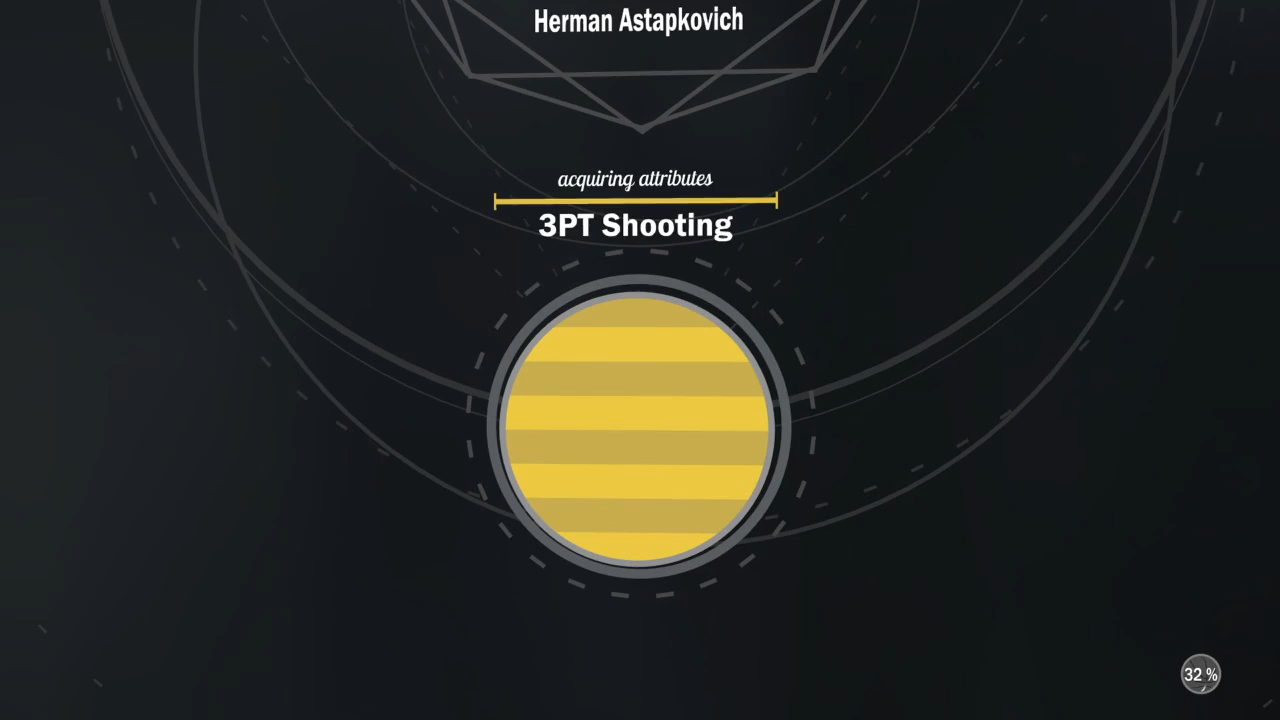 Herman Astapkovich
acquiring attributes
3PT Shooting
32 %